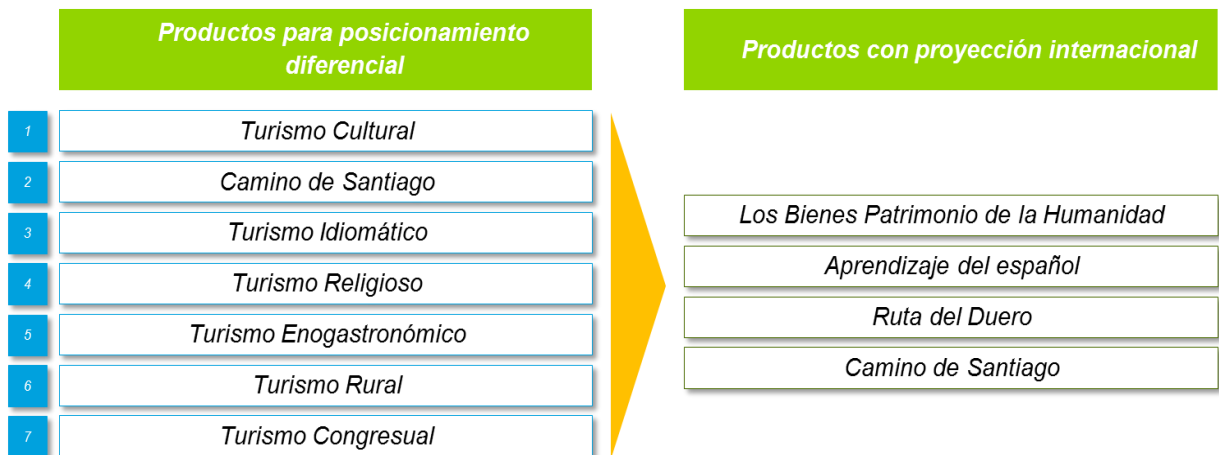 Productos para posicionamiento
diferencial
1 Turismo Cultural
2 Camino de Santiago
3 Turismo Idiomático
4 Turismo Religioso
5 Turismo Enogastronómico
6 Turismo Rural
7 Turismo Congresual
Productos con proyección internacional
Los Bienes Patrimonio de la Humanidad
Aprendizaje del español
Ruta del Duero
Camino de Santiago